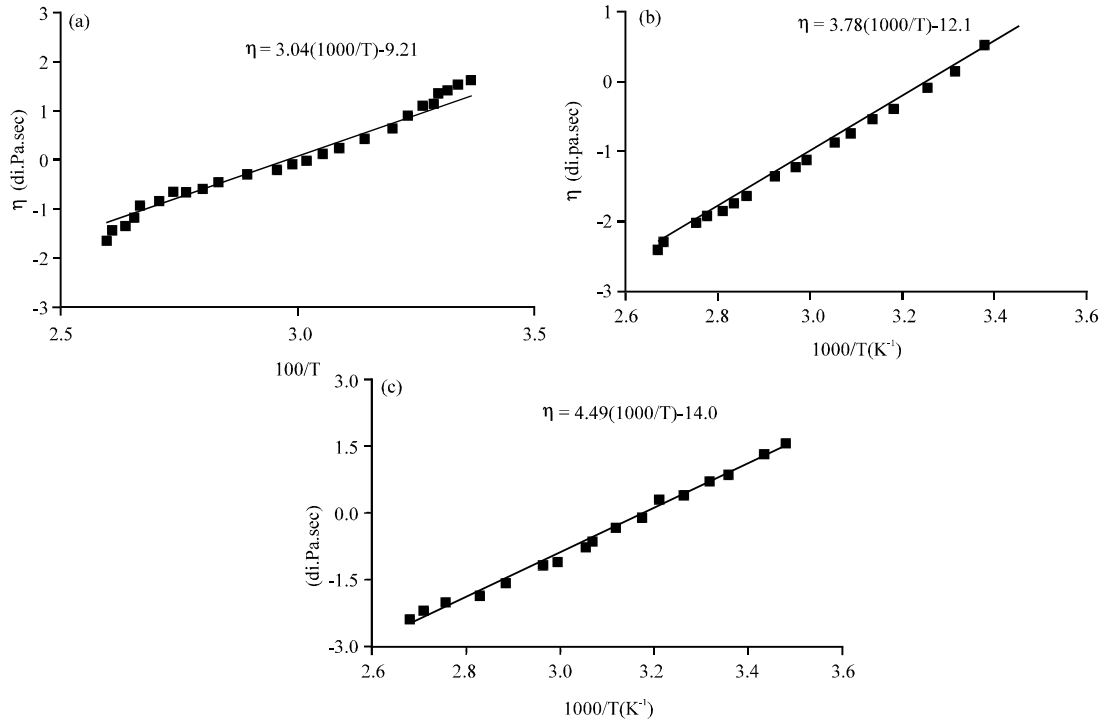 (a)
η = 3.04(1000/T)-9.21
η (di.Pa.sec)
3
2
1
0
-1
-2
-3
2.5 3.0 3.5
100/T
(b)
η = 3.78(1000/T)-12.1
η (di.pa.sec)
1
0
-1
-2
-3
2.6 2.8 3.0 3.2 3.4 3.6
1000/T(K⁻¹)
(c)
η = 4.49(1000/T)-14.0
(di.Pa.sec)
3.0
1.5
0.0
-1.5
-3.0
2.6 2.8 3.0 3.2 3.4 3.6
1000/T(K⁻¹)